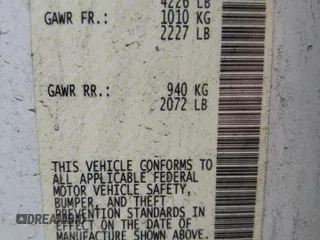 4226 LB
GAWR FR.: 1010 KG
2227 LB
GAWR RR.: 940 KG
2072 LB
THIS VEHICLE CONFORMS TO
ALL APPLICABLE FEDERAL
MOTOR VEHICLE SAFETY,
BUMPER, AND THEFT
PREVENTION STANDARDS IN
EFFECT ON THE DATE OF
MANUFACTURE SHOWN ABOVE.